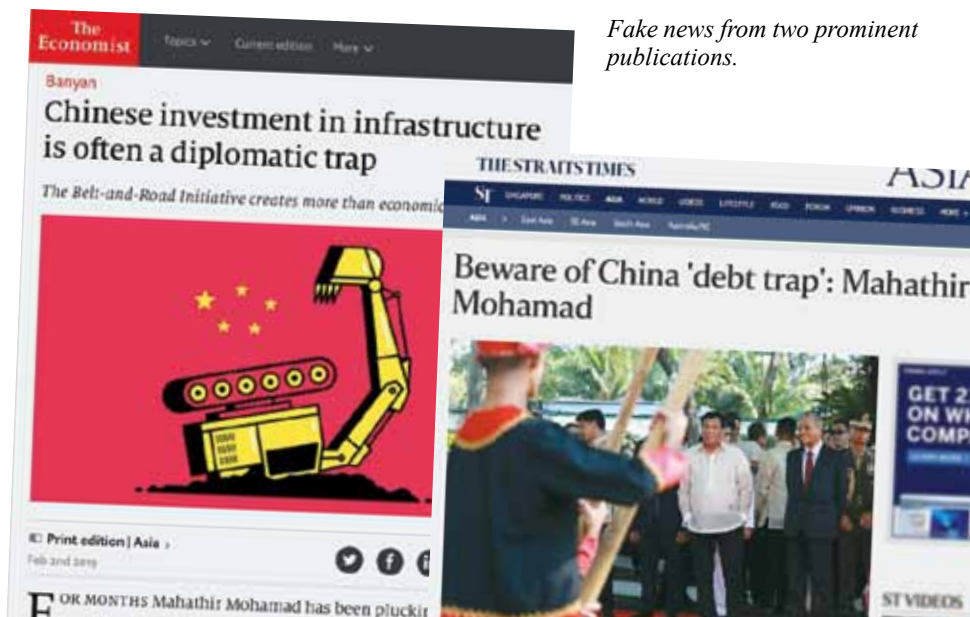 Fake news from two prominent
publications.
The
Economist
Topics
Current edition
More
Banyan
Chinese investment in infrastructure
is often a diplomatic trap
The Belt-and-Road Initiative creates more than economic
Print edition | Asia
Feb 2nd 2019
FOR MONTHS Mahathir Mohamad has been pluckin
THE STRAITS TIMES
ASIA
ST SINGAPORE POLITICS ASIA WORLD VIDEOS LIFESTYLE FOOD FORUM OPINION BUSINESS MORE
ASIA > East Asia SE Asia South Asia Australia/NZ
Beware of China 'debt trap': Mahathir
Mohamad
GET 2
ON WH
COMP
LEARN MORE
ST VIDEOS